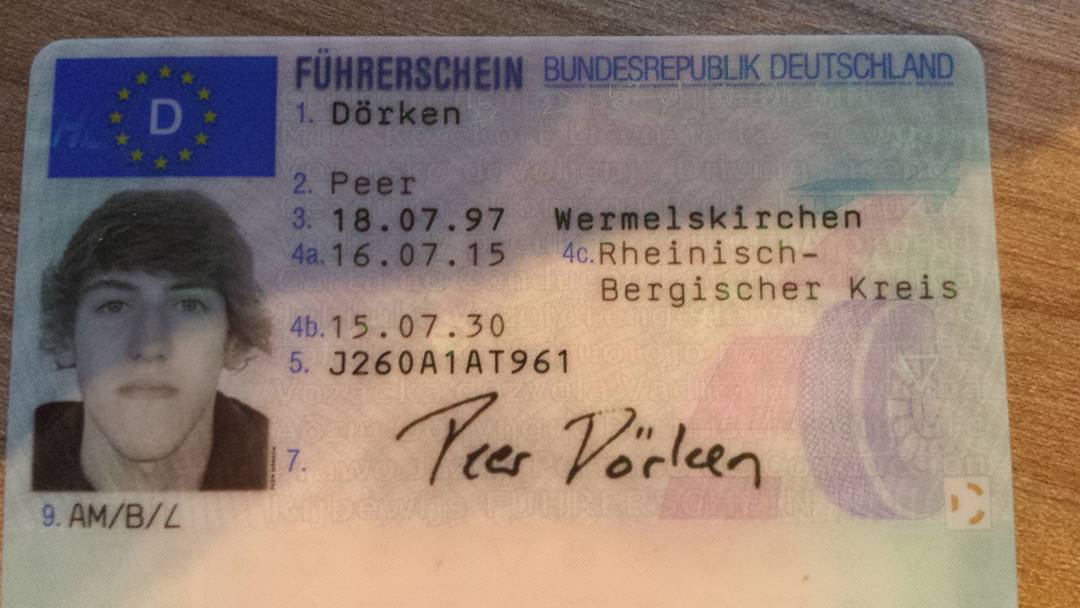 D
FÜHRERSCHEIN BUNDESREPUBLIK DEUTSCHLAND
1. Dörken
2. Peer
3. 18.07.97 Wermelskirchen
4a. 16.07.15 4c. Rheinisch-
Bergischer Kreis
4b. 15.07.30
5. J260A1AT961
7. Peer Dörken
9. AM/B/L